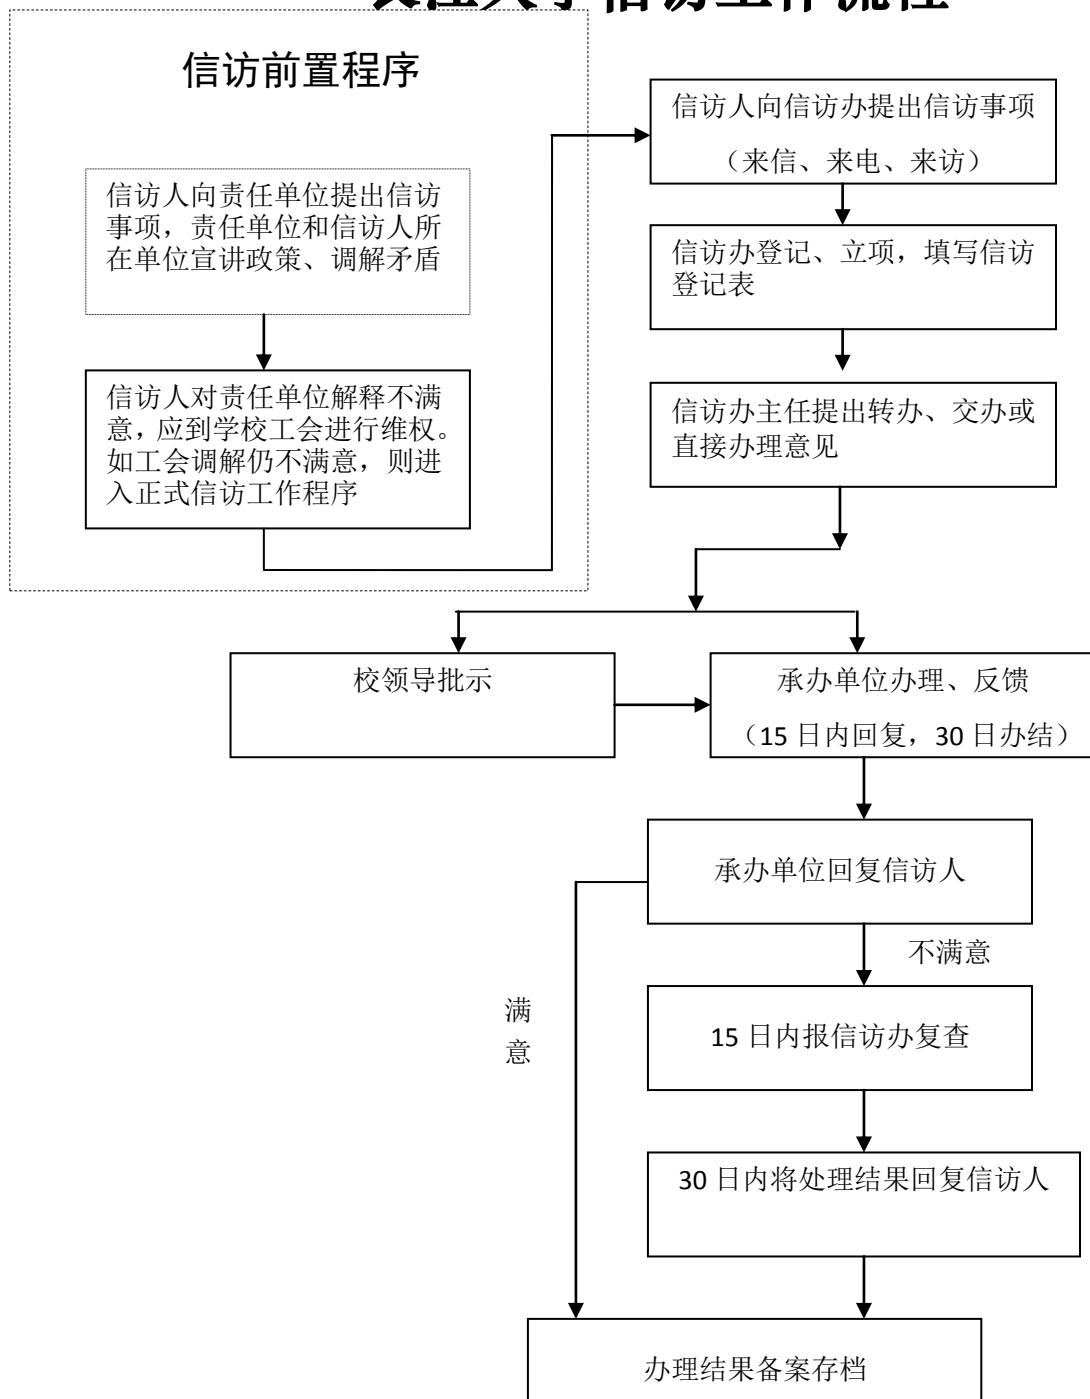 长江大学信访工作流程
信访前置程序
信访人向责任单位提出信访
事项，责任单位和信访人所
在单位宣讲政策、调解矛盾
信访人对责任单位解释不满
意，应到学校工会进行维权。
如工会调解仍不满意，则进
入正式信访工作程序
信访人向信访办提出信访事项
（来信、来电、来访）
信访办登记、立项，填写信访
登记表
信访办主任提出转办、交办或
直接办理意见
校领导批示
承办单位办理、反馈
（15 日内回复，30 日办结）
承办单位回复信访人
不满意
满
意
15 日内报信访办复查
30 日内将处理结果回复信访人
办理结果备案存档